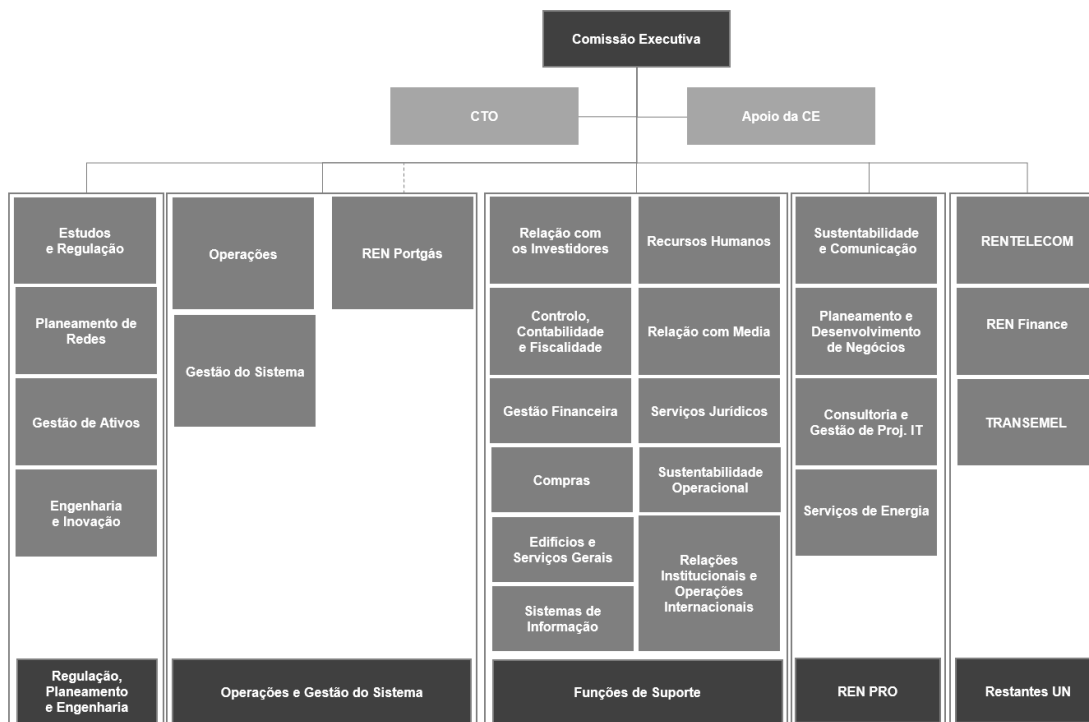 Comissão Executiva
CTO
Apoio da CE
Estudos
e Regulação
Planeamento de
Redes
Gestão de Ativos
Engenharia
e Inovação
Regulação,
Planeamento
e Engenharia
Operações
REN Portgás
Gestão do Sistema
Operações e Gestão do Sistema
Relação com
os Investidores
Recursos Humanos
Controlo,
Contabilidade
e Fiscalidade
Relação com Media
Gestão Financeira
Serviços Jurídicos
Compras
Sustentabilidade
Operacional
Edifícios e
Serviços Gerais
Relações
Institucionais e
Operações
Internacionais
Sistemas de
Informação
Funções de Suporte
Sustentabilidade
e Comunicação
Planeamento e
Desenvolvimento
de Negócios
Consultoria e
Gestão de Proj. IT
Serviços de Energia
REN PRO
RENTELECOM
REN Finance
TRANSEMEL
Restantes UN